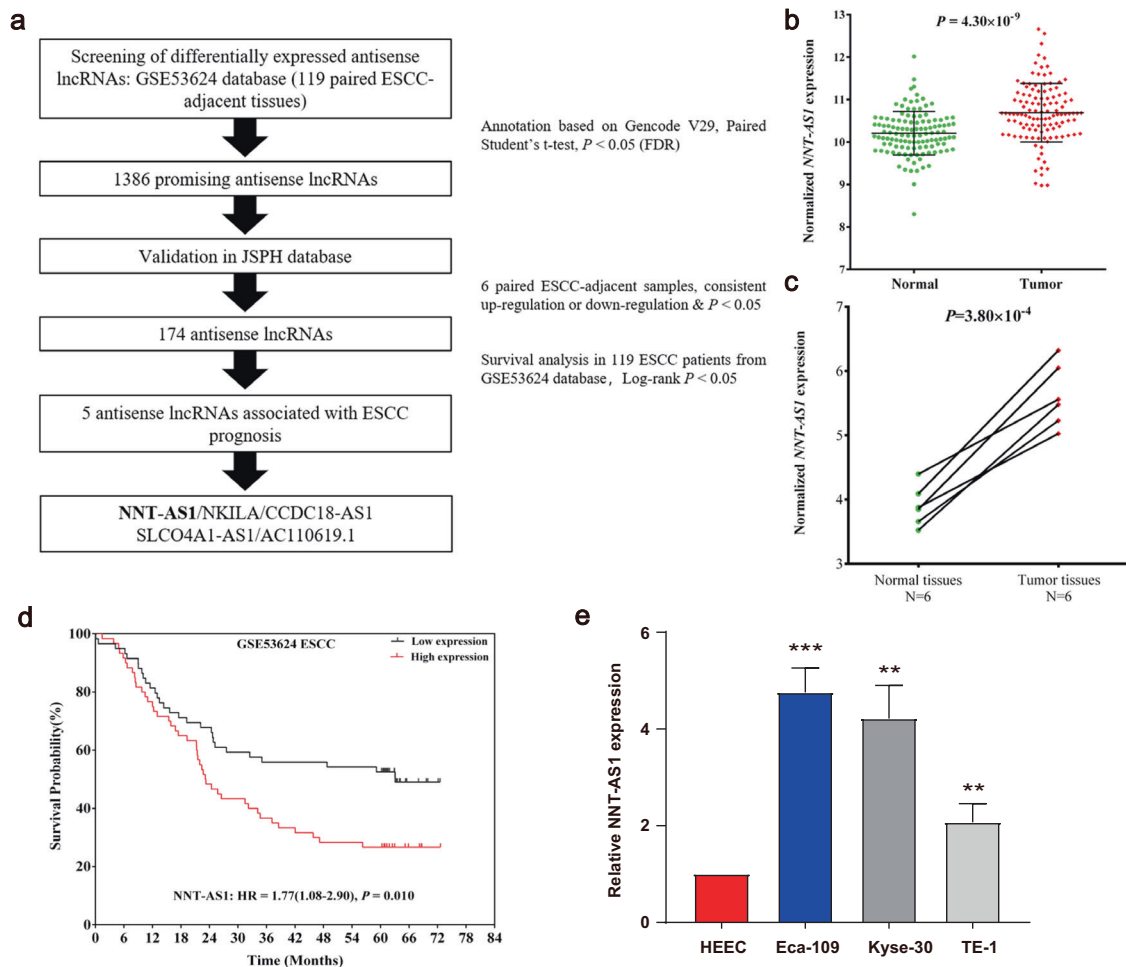 a
Screening of differentially expressed antisense
lncRNAs: GSE53624 database (119 paired ESCC-
adjacent tissues)
Annotation based on Gencode V29, Paired
Student's t-test, P < 0.05 (FDR)
1386 promising antisense lncRNAs
Validation in JSPH database
6 paired ESCC-adjacent samples, consistent
up-regulation or down-regulation & P < 0.05
174 antisense lncRNAs
Survival analysis in 119 ESCC patients from
GSE53624 database, Log-rank P < 0.05
5 antisense lncRNAs associated with ESCC
prognosis
NNT-AS1/NKILA/CCDC18-AS1
SLCO4A1-AS1/AC110619.1
b
P = 4.30×10⁻⁹
Normalized NNT-AS1 expression
13
12
11
10
9
8
7
Normal
Tumor
c
P=3.80×10⁻⁴
Normalized NNT-AS1 expression
7
6
5
4
3
Normal tissues
N=6
Tumor tissues
N=6
d
GSE53624 ESCC
Low expression
High expression
Survival Probability(%)
100
80
60
40
20
0
NNT-AS1: HR = 1.77(1.08-2.90), P = 0.010
0 6 12 18 24 30 36 42 48 54 60 66 72 78 84
Time (Months)
e
Relative NNT-AS1 expression
6
4
2
0
***
**
**
HEEC
Eca-109
Kyse-30
TE-1